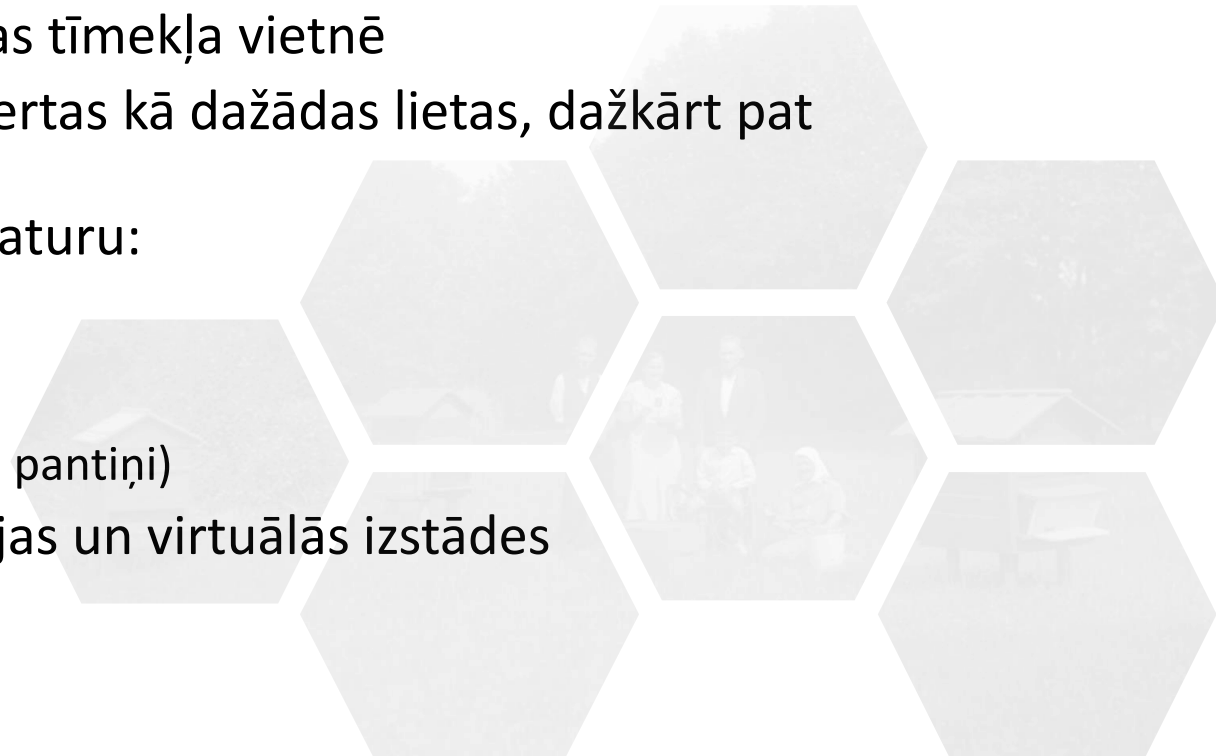 as tīmekļa vietnē
ertas kā dažādas lietas, dažkārt pat
aturu:
pantiņi)
jas un virtuālās izstādes